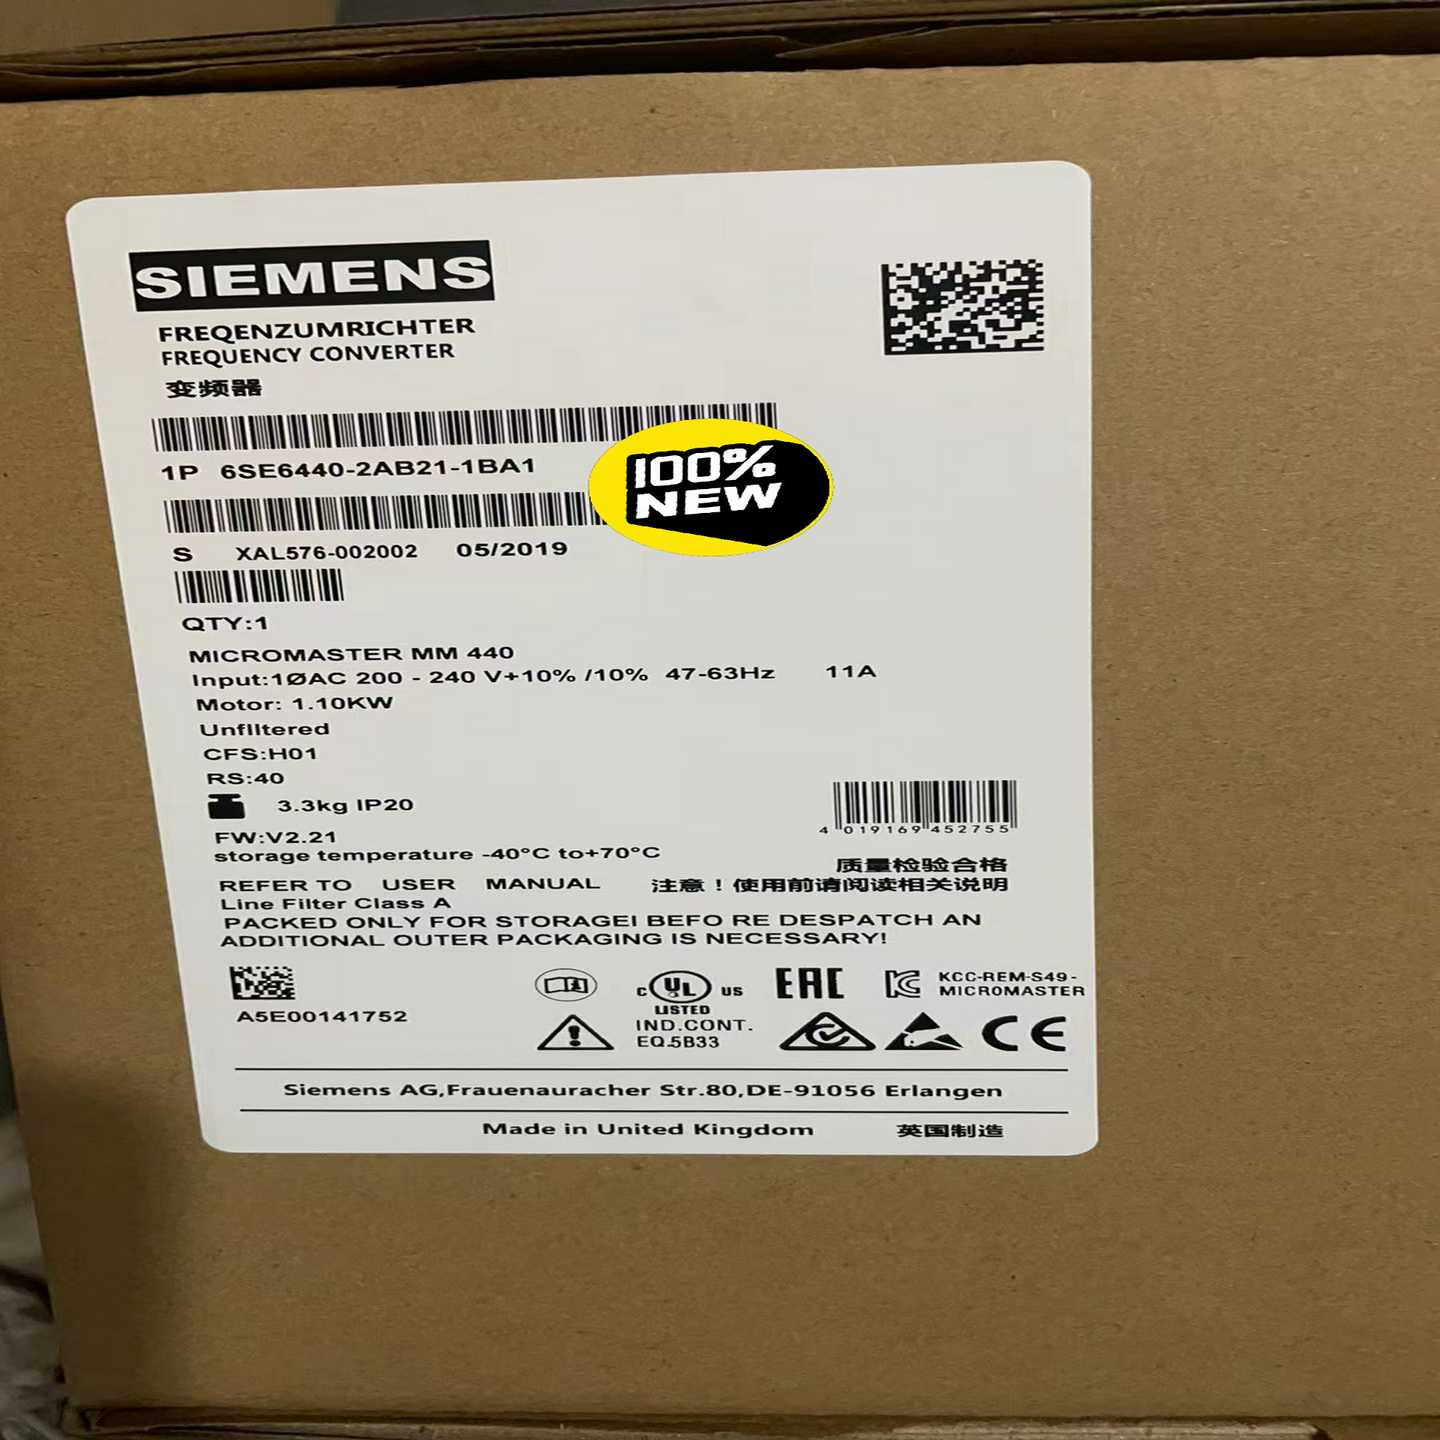 SIEMENS
FREQENZUMRICHTER
FREQUENCY CONVERTER
变频器
1P 6SE6440-2AB21-1BA1
100%
NEW
S XAL576-002002 05/2019
QTY:1
MICROMASTER MM 440
Input:1ØAC 200 - 240 V+10% /10% 47-63Hz 11A
Motor: 1.10KW
Unfiltered
CFS:H01
RS:40
3.3kg IP20
FW:V2.21
4 019169 452755
storage temperature -40°C to+70°C
质量检验合格
REFER TO USER MANUAL 注意！使用前请阅读相关说明
Line Filter Class A
PACKED ONLY FOR STORAGEI BEFO RE DESPATCH AN
ADDITIONAL OUTER PACKAGING IS NECESSARY!
A5E00141752
C UL US
LISTED
IND.CONT.
EQ.5B33
EAC
KCC-REM-S49-
MICROMASTER
CE
Siemens AG,Frauenauracher Str.80,DE-91056 Erlangen
Made in United Kingdom 英国制造